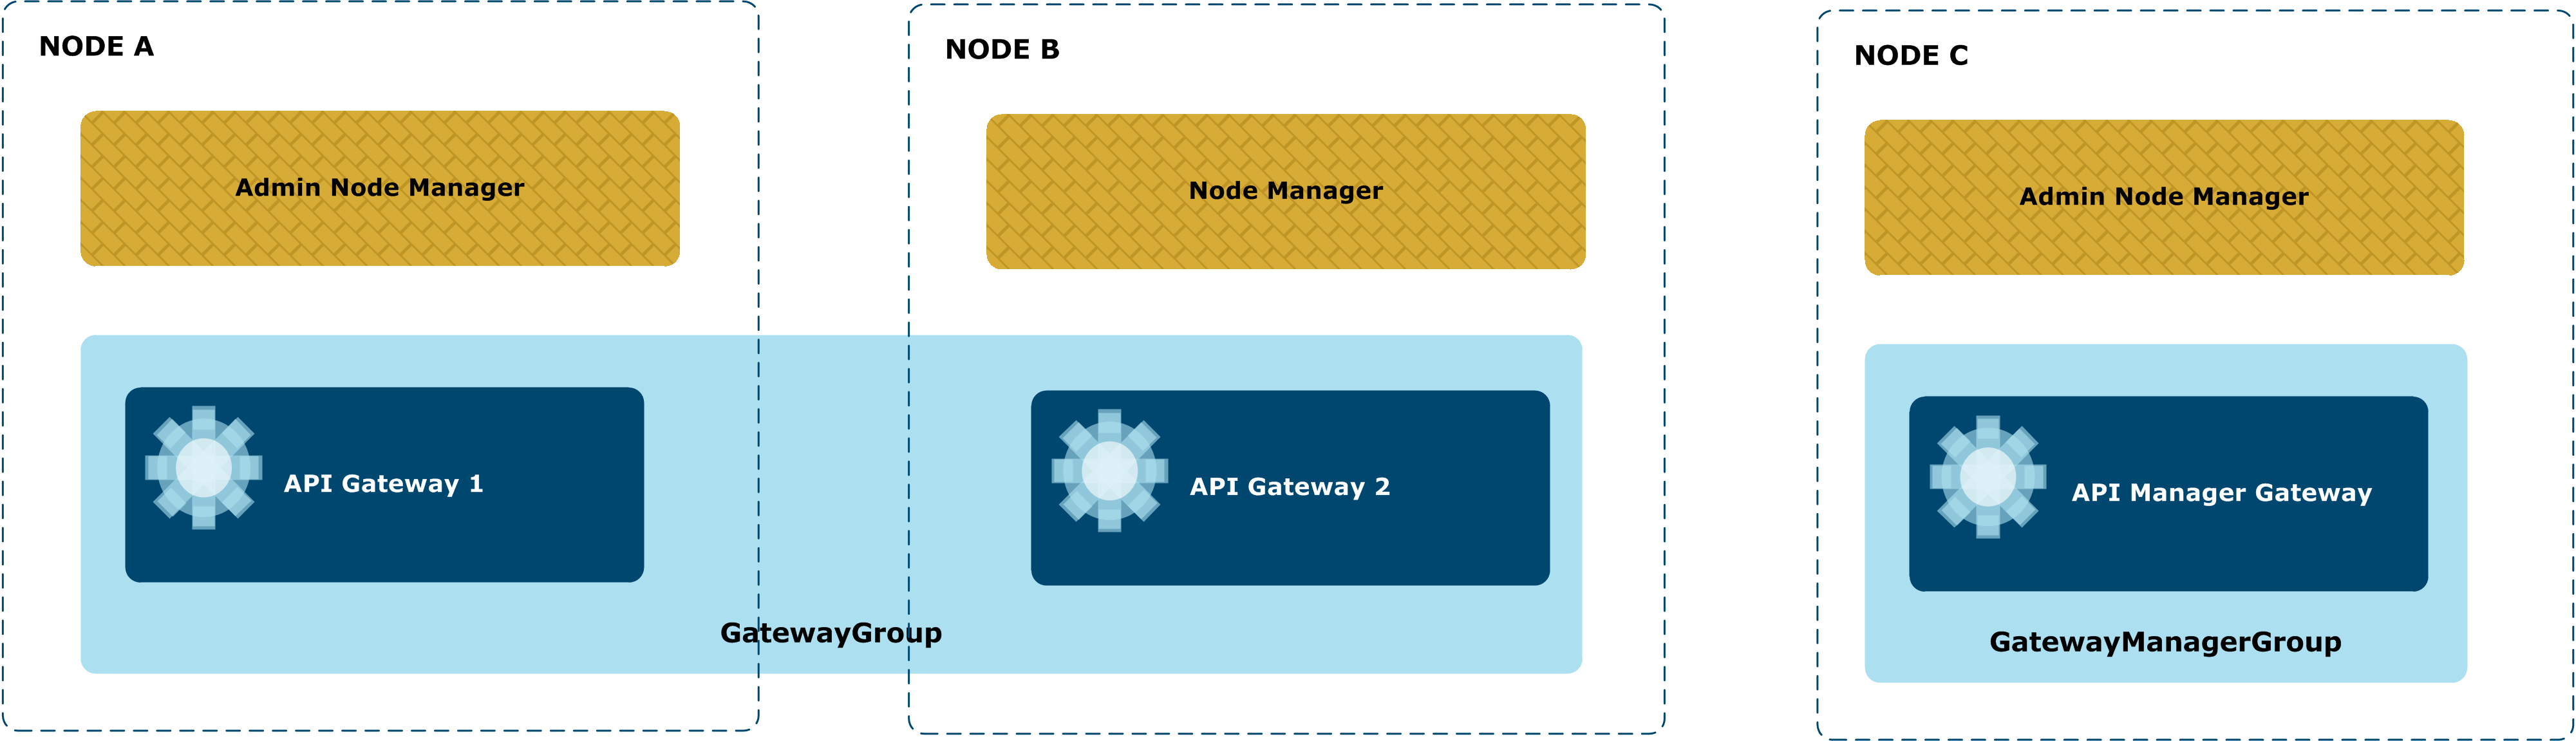 NODE A
Admin Node Manager
API Gateway 1
NODE B
Node Manager
API Gateway 2
GatewayGroup
NODE C
Admin Node Manager
API Manager Gateway
GatewayManagerGroup